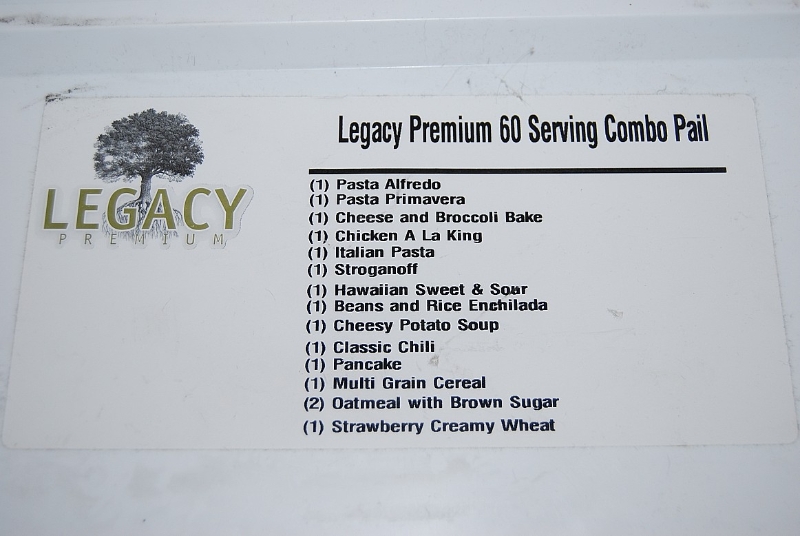 LEGACY
PREMIUM
Legacy Premium 60 Serving Combo Pail
(1) Pasta Alfredo
(1) Pasta Primavera
(1) Cheese and Broccoli Bake
(1) Chicken A La King
(1) Italian Pasta
(1) Stroganoff
(1) Hawaiian Sweet & Sour
(1) Beans and Rice Enchilada
(1) Cheesy Potato Soup
(1) Classic Chili
(1) Pancake
(1) Multi Grain Cereal
(2) Oatmeal with Brown Sugar
(1) Strawberry Creamy Wheat